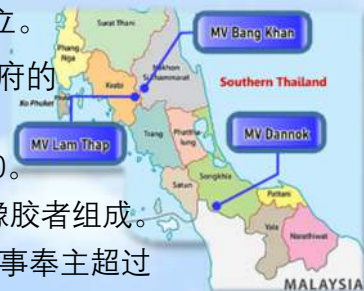 立。
府的
0。
橡胶者组成。
事奉主超过
Surat Thani
MV Bang Khan
Phang Nga
Nakhon Si Thammarat
Krabi
Southern Thailand
Ko Phuket
MV Lam Thap
Trang
Phatthalung
MV Dannok
Satun
Songkhla
Pattani
Yala
Narathiwat
MALAYSIA